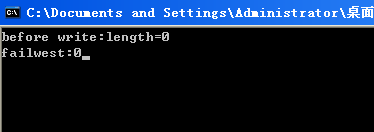 C:\Documents and Settings\Administrator\桌面
before write:length=0
failwest:0